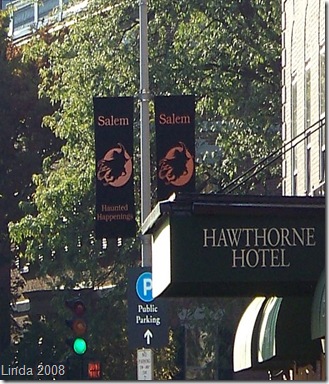 Salem
Salem
Haunted
Happenings
HAWTHORNE
HOTEL
P
Public
Parking
Linda 2008